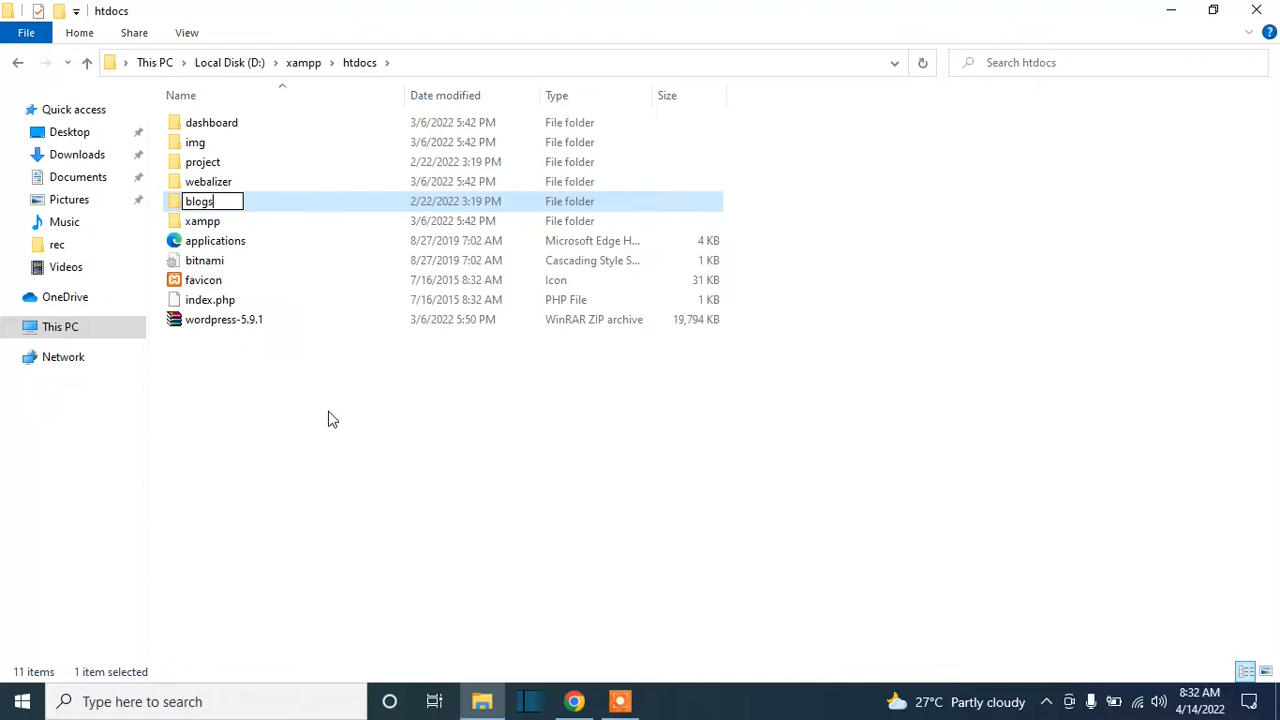 htdocs
File Home Share View
This PC Local Disk (D:) xampp htdocs Search htdocs
Name Date modified Type Size
Quick access
Desktop
Downloads
Documents
Pictures
Music
rec
Videos
OneDrive
This PC
Network
dashboard 3/6/2022 5:42 PM File folder
img 3/6/2022 5:42 PM File folder
project 2/22/2022 3:19 PM File folder
webalizer 3/6/2022 5:42 PM File folder
blogs 2/22/2022 3:19 PM File folder
xampp 3/6/2022 5:42 PM File folder
applications 8/27/2019 7:02 AM Microsoft Edge H... 4 KB
bitnami 8/27/2019 7:02 AM Cascading Style S... 1 KB
favicon 7/16/2015 8:32 AM Icon 31 KB
index.php 7/16/2015 8:32 AM PHP File 1 KB
wordpress-5.9.1 3/6/2022 5:50 PM WinRAR ZIP archive 19,794 KB
11 items 1 item selected
Type here to search 27°C Partly cloudy 8:32 AM
4/14/2022